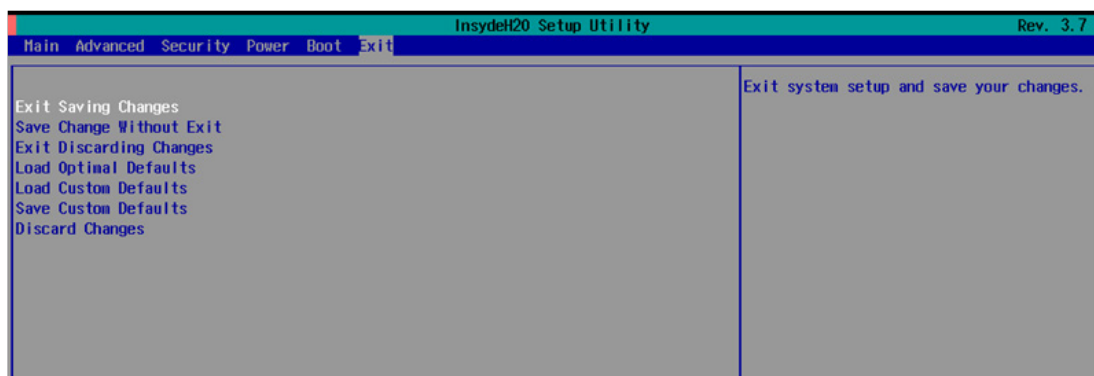 InsydeH20 Setup Utility Rev. 3.7
Main Advanced Security Power Boot Exit
Exit Saving Changes
Save Change Without Exit
Exit Discarding Changes
Load Optimal Defaults
Load Custom Defaults
Save Custom Defaults
Discard Changes
Exit system setup and save your changes.